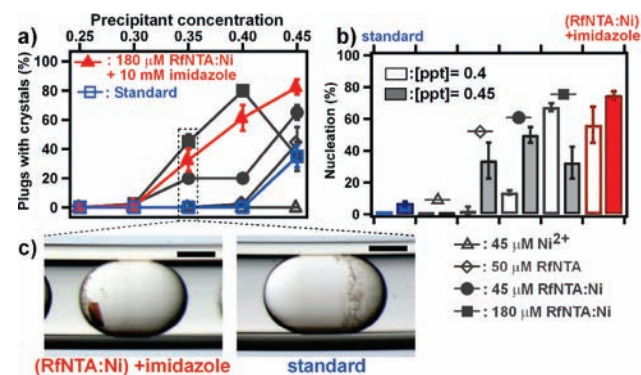 Precipitant concentration
a) 0.25 0.30 0.35 0.40 0.45
Plugs with crystals (%)
100
80
60
40
20
0
: 180 μM RfNTA:Ni
+ 10 mM imidazole
: Standard
b) standard
(RfNTA:Ni)
+imidazole
Nucleation (%)
100
80
60
40
20
0
:[ppt]= 0.4
:[ppt]= 0.45
: 45 μM Ni2+
: 50 μM RfNTA
: 45 μM RfNTA:Ni
: 180 μM RfNTA:Ni
c)
(RfNTA:Ni) +imidazole
standard